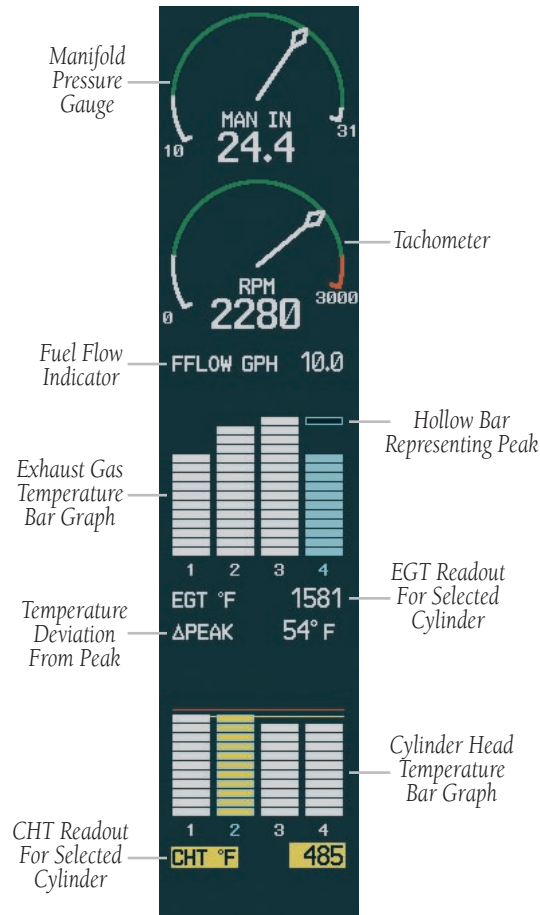 Manifold
Pressure
Gauge
MAN IN
24.4
10
31
Tachometer
RPM
2280
0
3000
Fuel Flow
Indicator
FFLOW GPH 10.0
Hollow Bar
Representing Peak
Exhaust Gas
Temperature
Bar Graph
1 2 3 4
EGT °F 1581
EGT Readout
For Selected
Cylinder
Temperature
Deviation
From Peak
ΔPEAK 54°F
Cylinder Head
Temperature
Bar Graph
1 2 3 4
CHT Readout
For Selected
Cylinder
CHT °F 485